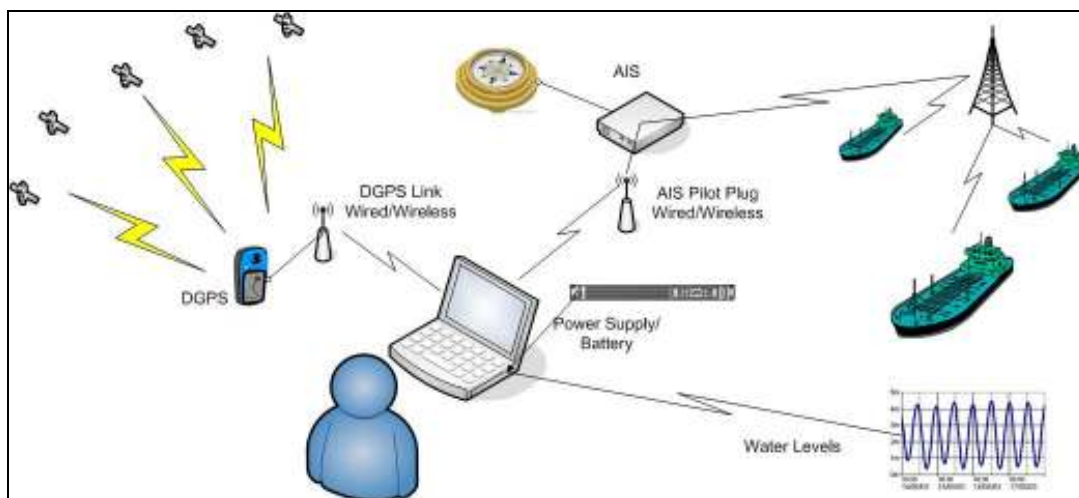 AIS
DGPS Link
Wired/Wireless
AIS Pilot Plug
Wired/Wireless
DGPS
Power Supply/
Battery
Water Levels